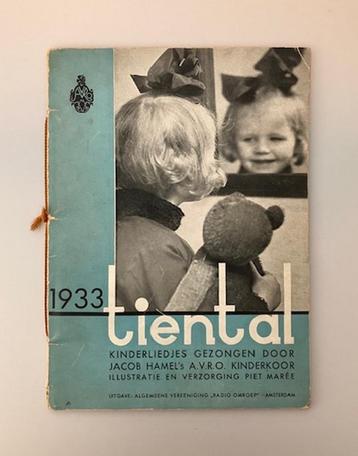 AVRO
1933
tiental
KINDERLIEDJES GEZONGEN DOOR
JACOB HAMEL's A.V.R.O. KINDERKOOR
ILLUSTRATIE EN VERZORGING PIET MARÉE
UITGAVE: ALGEMEENE VEREENIGING „RADIO OMROEP" - AMSTERDAM